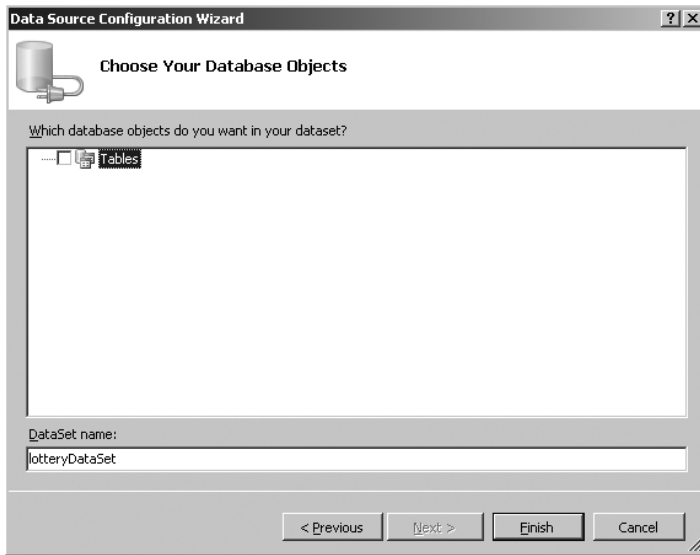 Data Source Configuration Wizard
Choose Your Database Objects
Which database objects do you want in your dataset?
Tables
DataSet name:
lotteryDataSet
< Previous Next > Finish Cancel